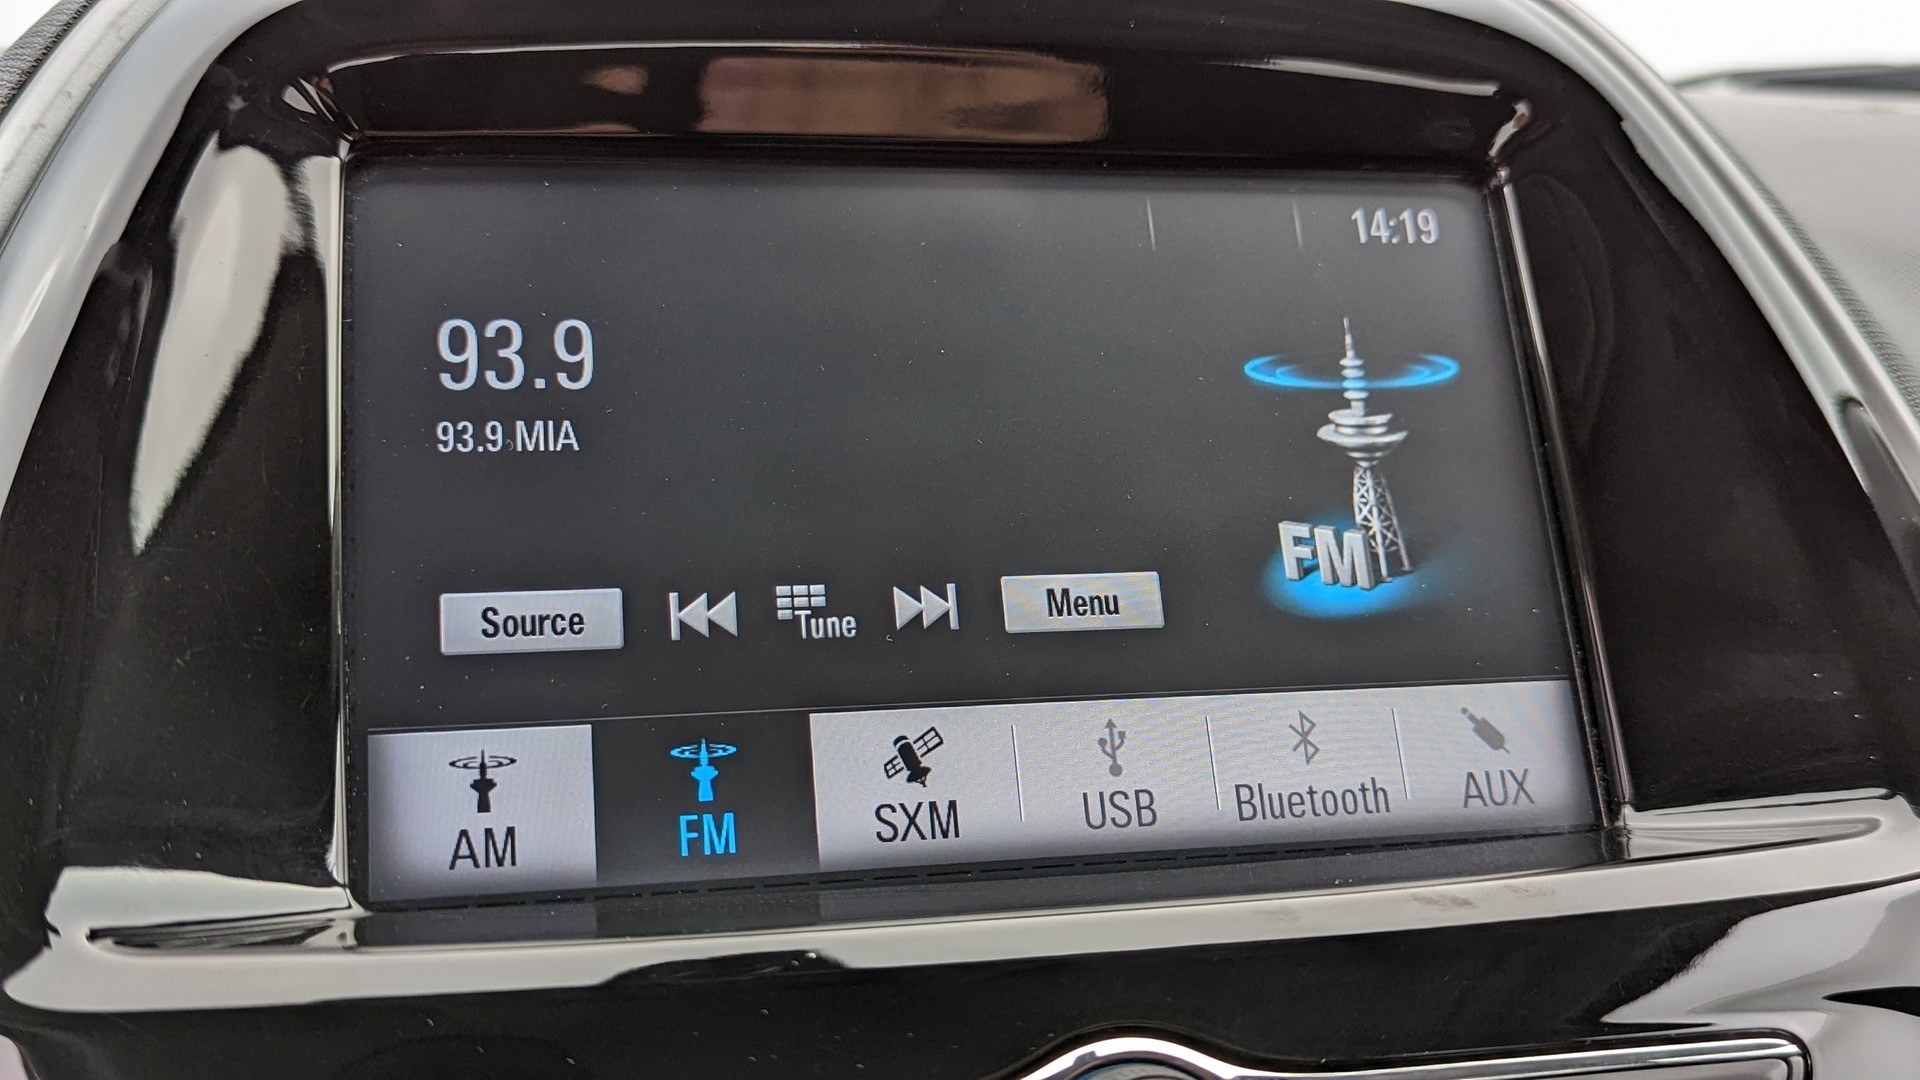 14:19
93.9
93.9 MIA
FM
Source
Tune
Menu
AM
FM
SXM
USB
Bluetooth
AUX